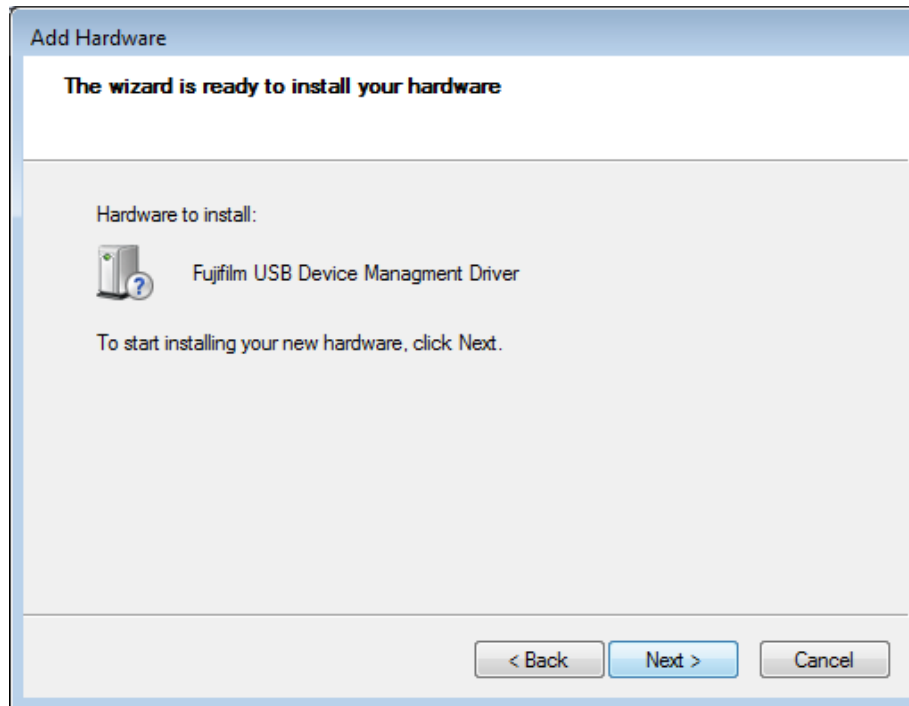 Add Hardware
The wizard is ready to install your hardware
Hardware to install:
Fujifilm USB Device Managment Driver
To start installing your new hardware, click Next.
< Back Next > Cancel